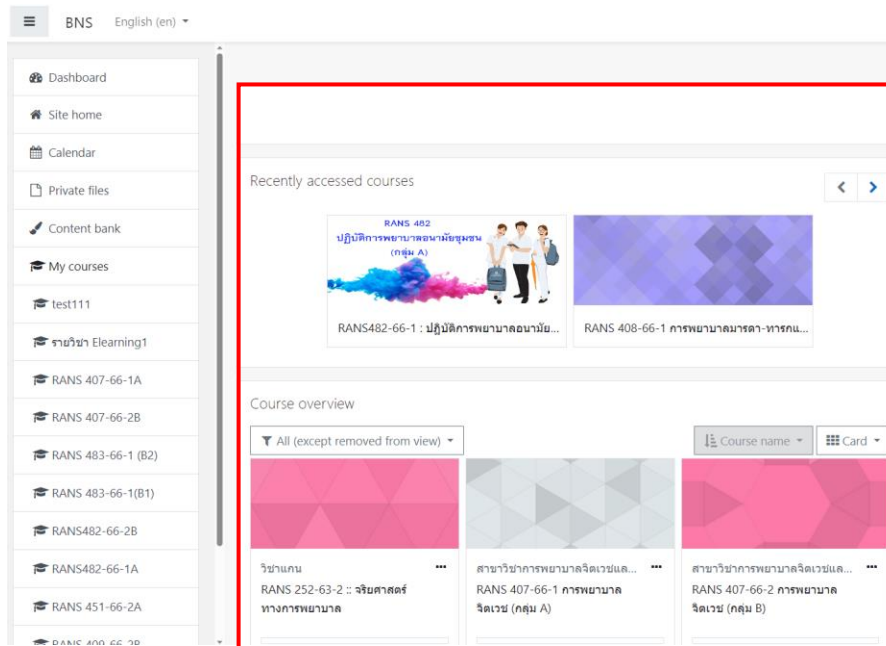 BNS English (en)
Dashboard
Site home
Calendar
Private files
Content bank
My courses
test111
รายวิชา Elearning1
RANS 407-66-1A
RANS 407-66-2B
RANS 483-66-1 (B2)
RANS 483-66-1(B1)
RANS482-66-2B
RANS482-66-1A
RANS 451-66-2A
RANS 409-66-2B
Recently accessed courses
RANS 482
ปฏิบัติการพยาบาลอนามัยชุมชน
(กลุ่ม A)
RANS482-66-1 : ปฏิบัติการพยาบาลอนามัย...
RANS 408-66-1 การพยาบาลมารดา-ทารกแ...
Course overview
All (except removed from view)
Course name
Card
วิชาแกน
RANS 252-63-2 :: จริยศาสตร์
ทางการพยาบาล
สาขาวิชาการพยาบาลจิตเวชแล...
RANS 407-66-1 การพยาบาล
จิตเวช (กลุ่ม A)
สาขาวิชาการพยาบาลจิตเวชแล...
RANS 407-66-2 การพยาบาล
จิตเวช (กลุ่ม B)